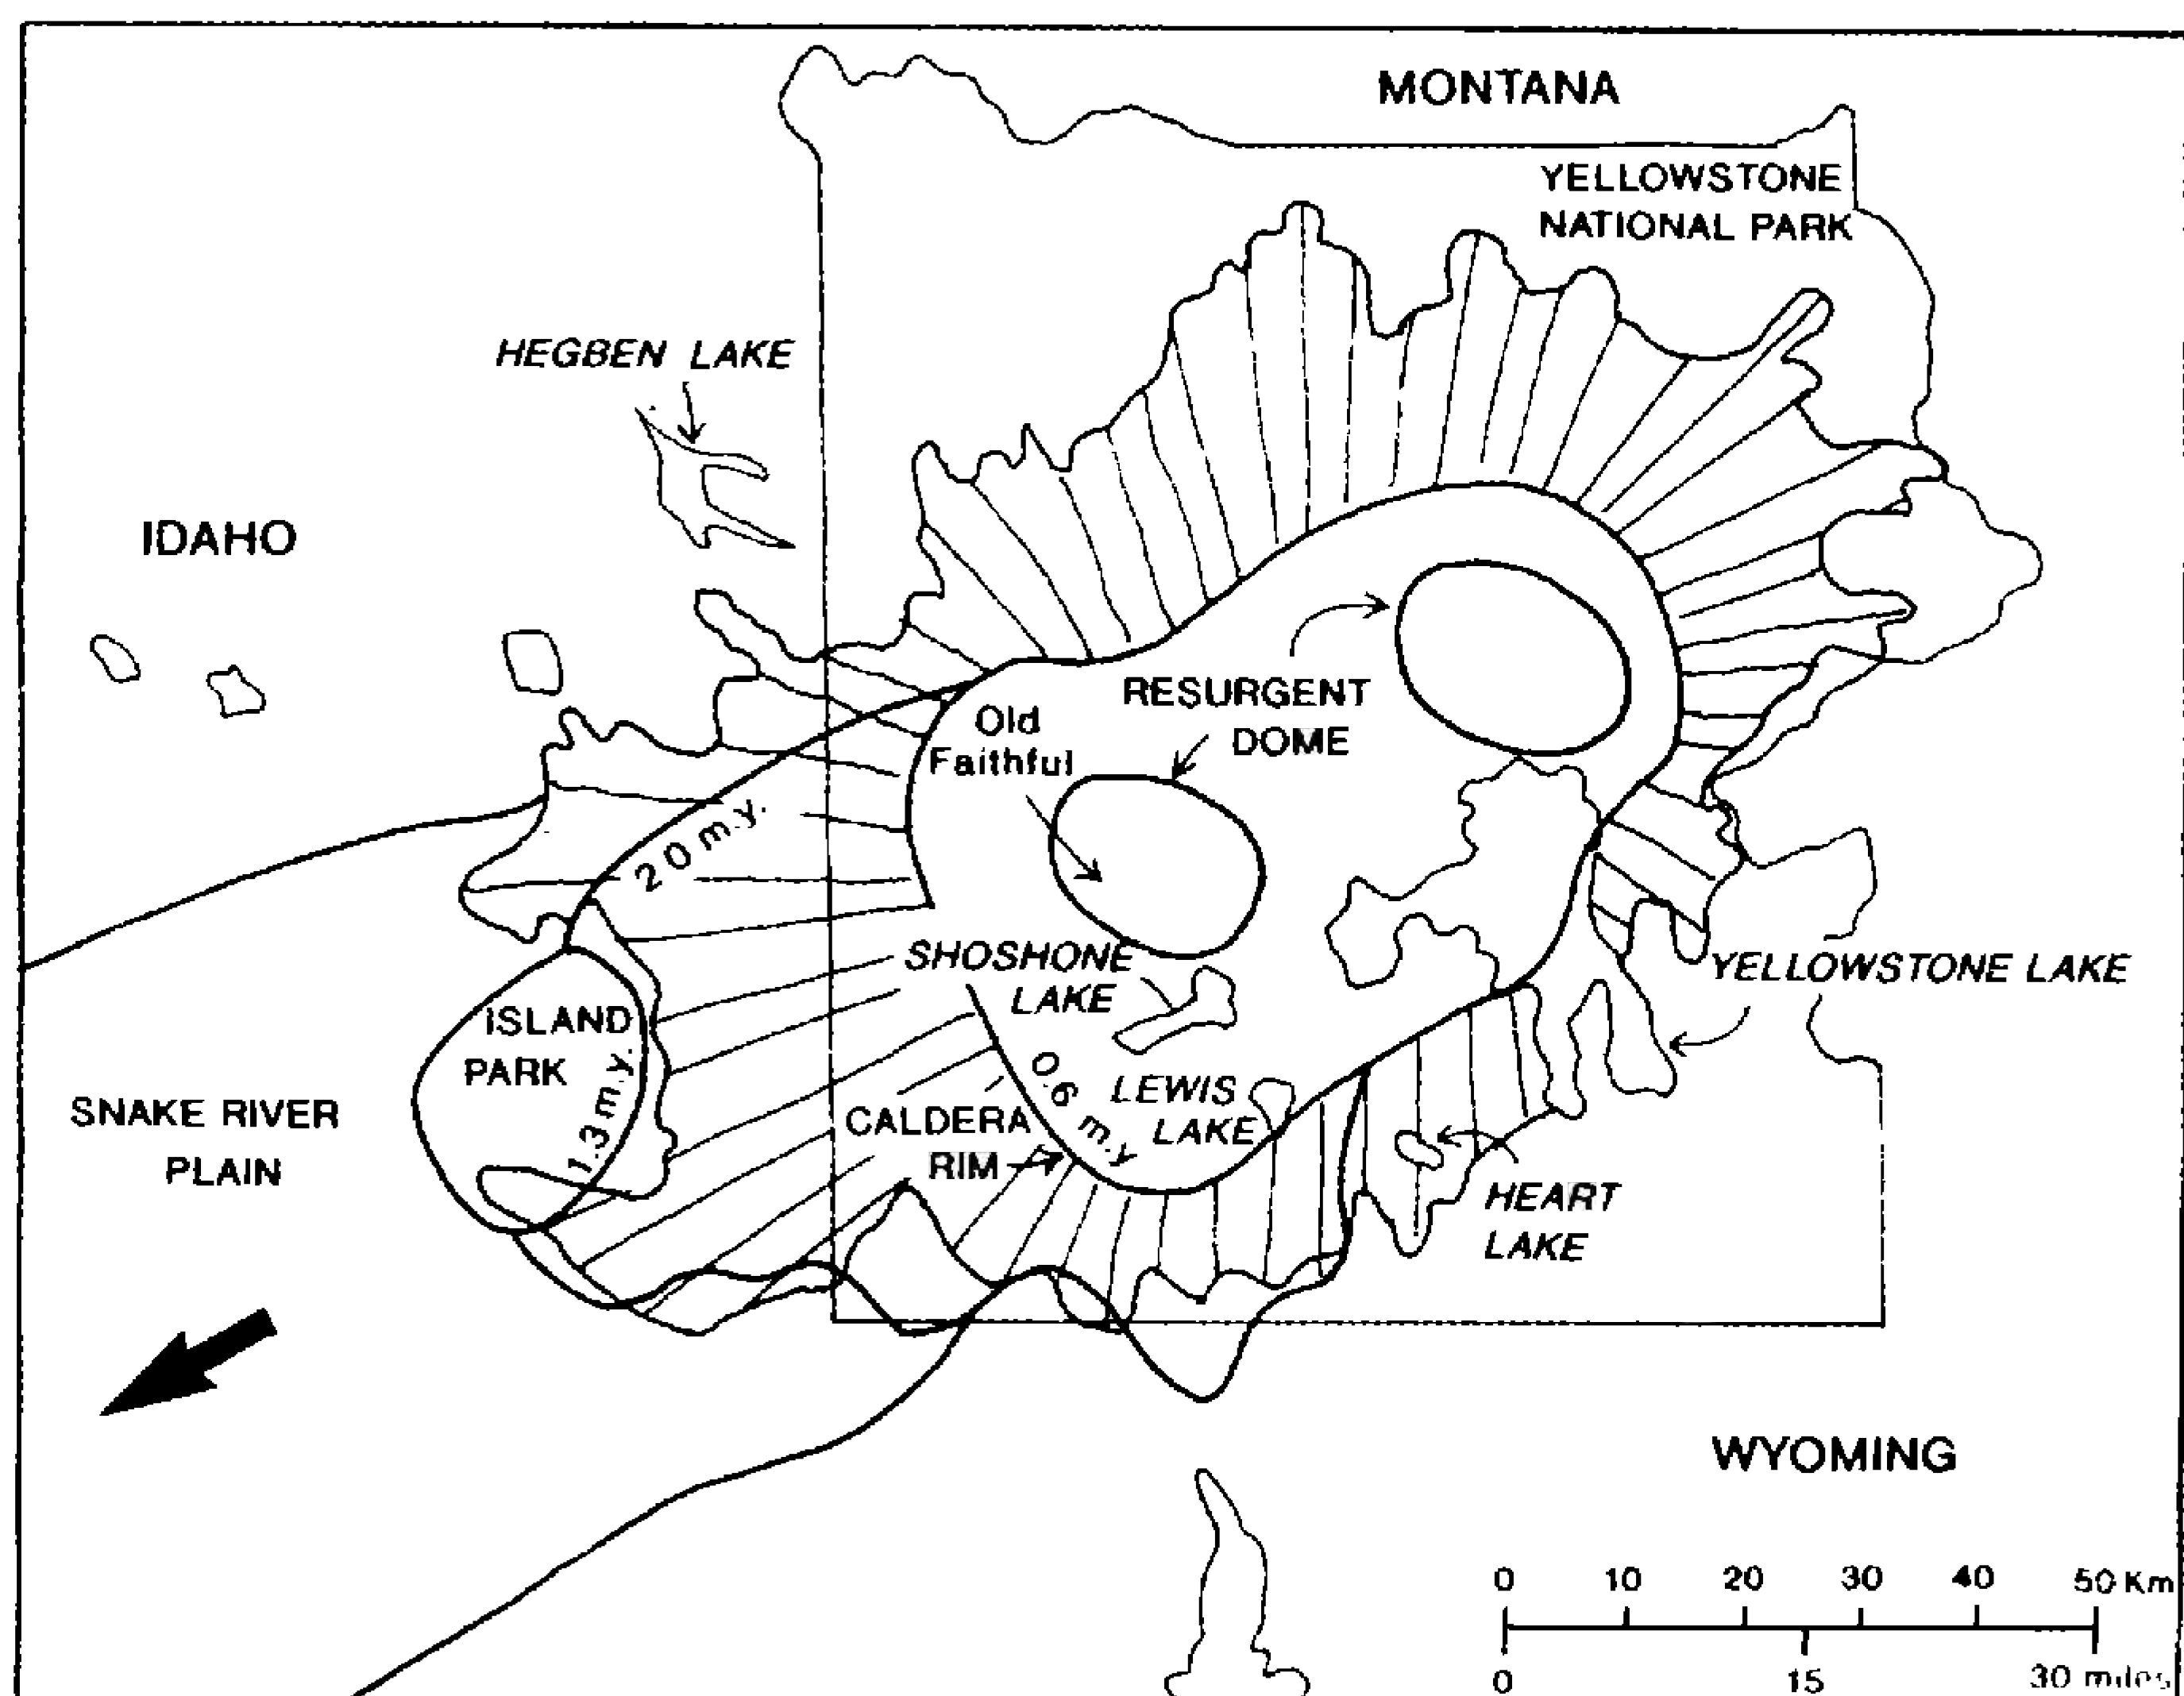 MONTANA
YELLOWSTONE
NATIONAL PARK
HEGBEN LAKE
IDAHO
RESURGENT
DOME
Old
Faithful
2.0 m.y.
SHOSHONE
LAKE
YELLOWSTONE LAKE
ISLAND
PARK
1.3 m.y.
0.6 m.y
LEWIS
LAKE
CALDERA
RIM
SNAKE RIVER
PLAIN
HEART
LAKE
WYOMING
0 10 20 30 40 50 Km
0 15 30 miles